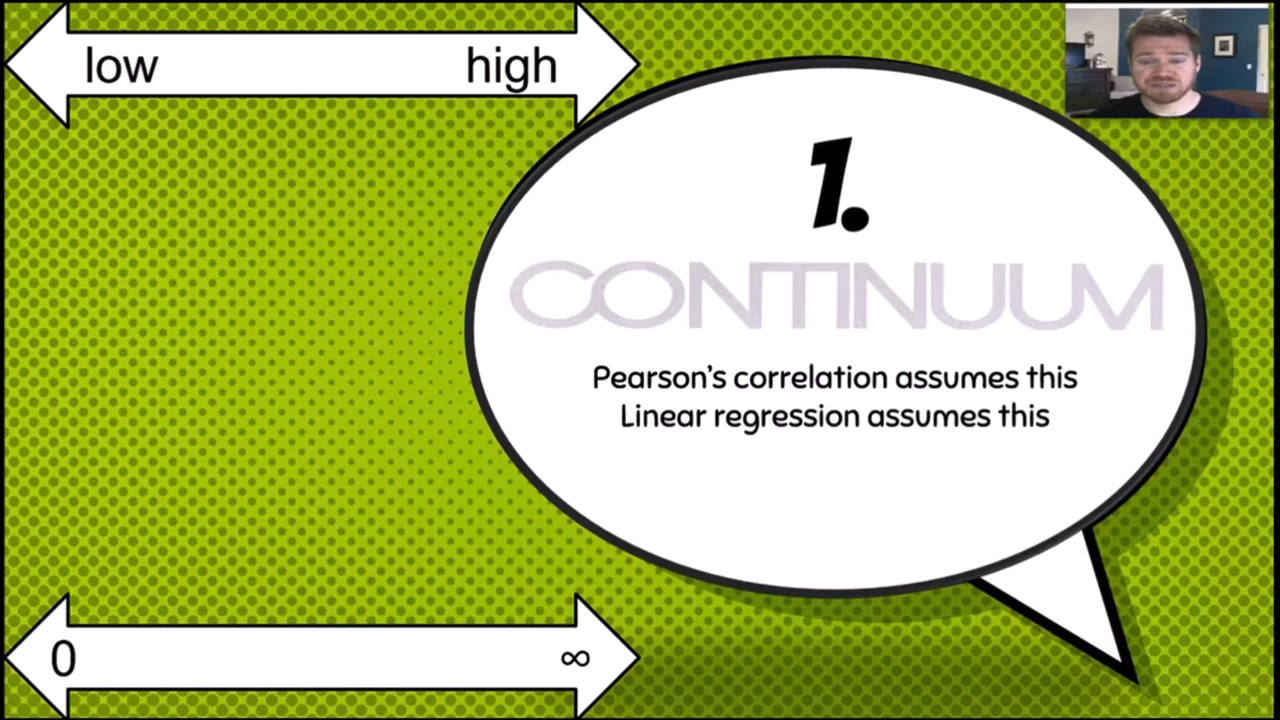 low high
1.
CONTINUUM
Pearson's correlation assumes this
Linear regression assumes this
0 ∞